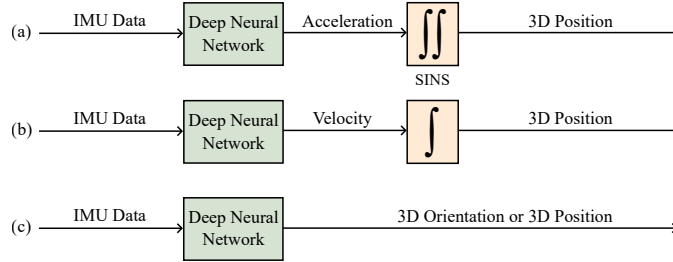 (a) IMU Data Deep Neural Network Acceleration ∬ 3D Position
SINS
(b) IMU Data Deep Neural Network Velocity ∫ 3D Position
(c) IMU Data Deep Neural Network 3D Orientation or 3D Position